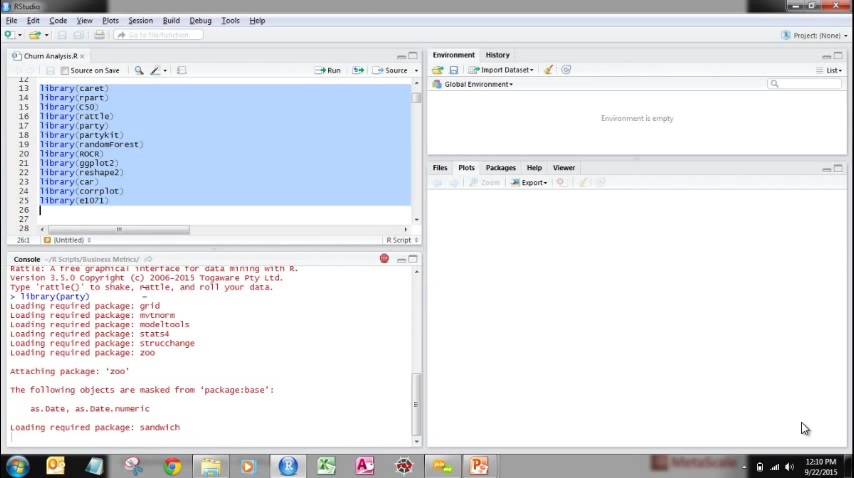 RStudio
File Edit Code View Plots Session Build Debug Tools Help
Go to file/function
Project: (None)
Churn Analysis.R
Source on Save
Run
Source
12
13 library(caret)
14 library(rpart)
15 library(C50)
16 library(rattle)
17 library(party)
18 library(partykit)
19 library(randomForest)
20 library(ROCR)
21 library(ggplot2)
22 library(reshape2)
23 library(car)
24 library(corrplot)
25 library(e1071)
26
27
28
26:1 (Untitled) R Script
Console ~/R Scripts/Business Metrics/
Rattle: A free graphical interface for data mining with R.
Version 3.5.0 Copyright (c) 2006-2015 Togaware Pty Ltd.
Type 'rattle()' to shake, rattle, and roll your data.
> library(party)
Loading required package: grid
Loading required package: mvtnorm
Loading required package: modeltools
Loading required package: stats4
Loading required package: strucchange
Loading required package: zoo
Attaching package: 'zoo'
The following objects are masked from 'package:base':
as.Date, as.Date.numeric
Loading required package: sandwich
Environment History
Import Dataset
List
Global Environment
Environment is empty
Files Plots Packages Help Viewer
Zoom Export
MetaScale
12:10 PM
9/22/2015